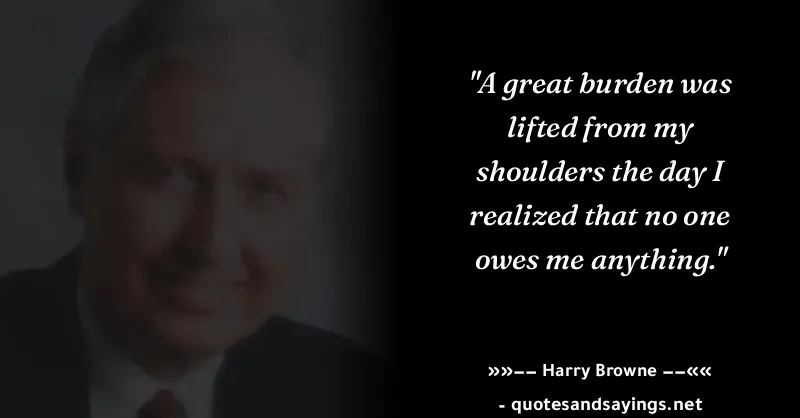 "A great burden was
lifted from my
shoulders the day I
realized that no one
owes me anything."
»»–– Harry Browne ––««
- quotesandsayings.net